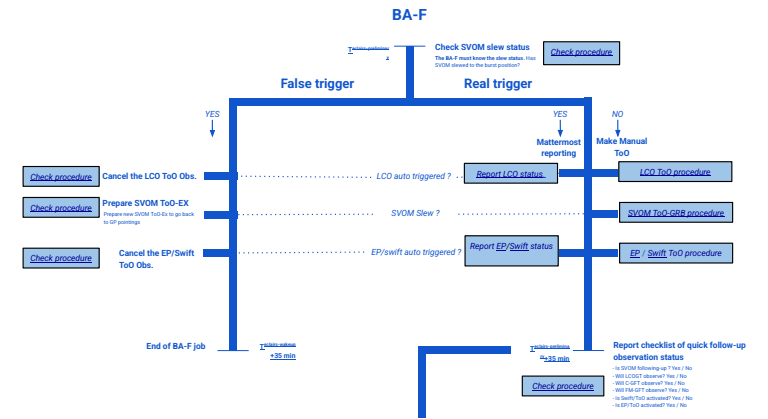 BA-F
Check SVOM slew status
The BA-F must know the slew status. Has
SVOM slewed to the burst position?
Check procedure
False trigger
Real trigger
YES
YES
NO
Mattermost
reporting
Make Manual
ToO
Check procedure
Cancel the LCO ToO Obs.
LCO auto triggered ?
Report LCO status.
LCO ToO procedure
Check procedure
Prepare SVOM ToO-EX
Prepare new SVOM ToO-Ex to go back
to GP pointings
SVOM Slew ?
SVOM ToO-GRB procedure
Check procedure
Cancel the EP/Swift
ToO Obs.
EP/swift auto triggered ?
Report EP/Swift status
EP / Swift ToO procedure
End of BA-F job
+35 min
+35 min
Report checklist of quick follow-up
observation status
- Is SVOM following-up ? Yes / No
- Will LCOGT observe? Yes / No
- Will C-GFT observe? Yes / No
- Will FM-GFT observe? Yes / No
- Is Swift/ToO activated? Yes / No
- Is EP/ToO activated? Yes / No
Check procedure